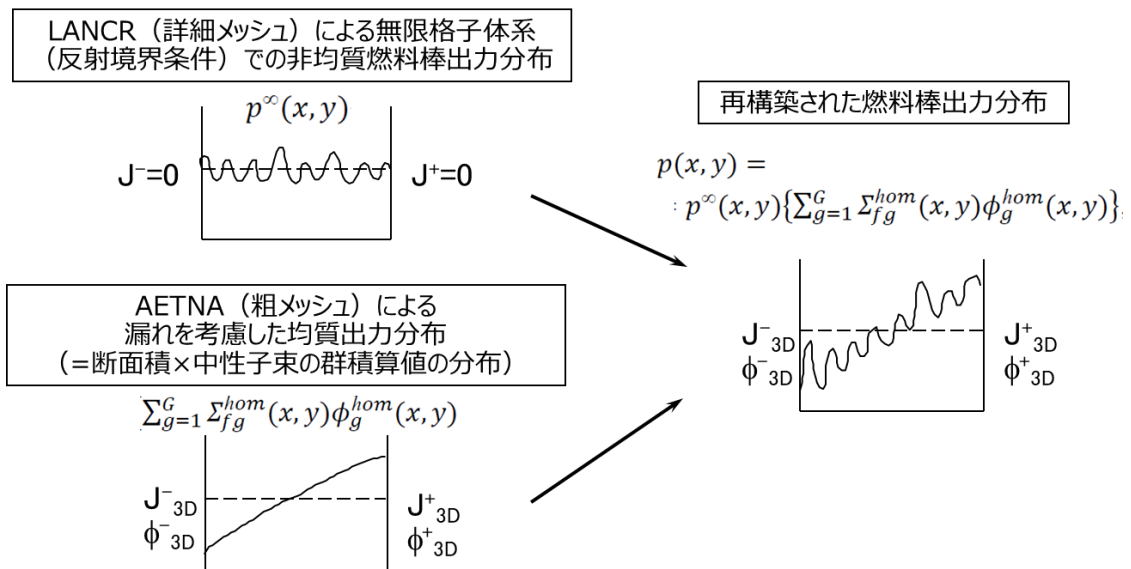 LANCR（詳細メッシュ）による無限格子体系
（反射境界条件）での非均質燃料棒出力分布
p^∞(x, y)
J⁻=0
J⁺=0
AETNA（粗メッシュ）による
漏れを考慮した均質出力分布
（=断面積×中性子束の群積算値の分布）
∑_{g=1}^{G} Σ_{fg}^{hom}(x, y)ϕ_g^{hom}(x, y)
J⁻_{3D}
ϕ⁻_{3D}
J⁺_{3D}
ϕ⁺_{3D}
再構築された燃料棒出力分布
p(x, y) =
: p^∞(x, y){∑_{g=1}^{G} Σ_{fg}^{hom}(x, y)ϕ_g^{hom}(x, y)},
J⁻_{3D}
ϕ⁻_{3D}
J⁺_{3D}
ϕ⁺_{3D}